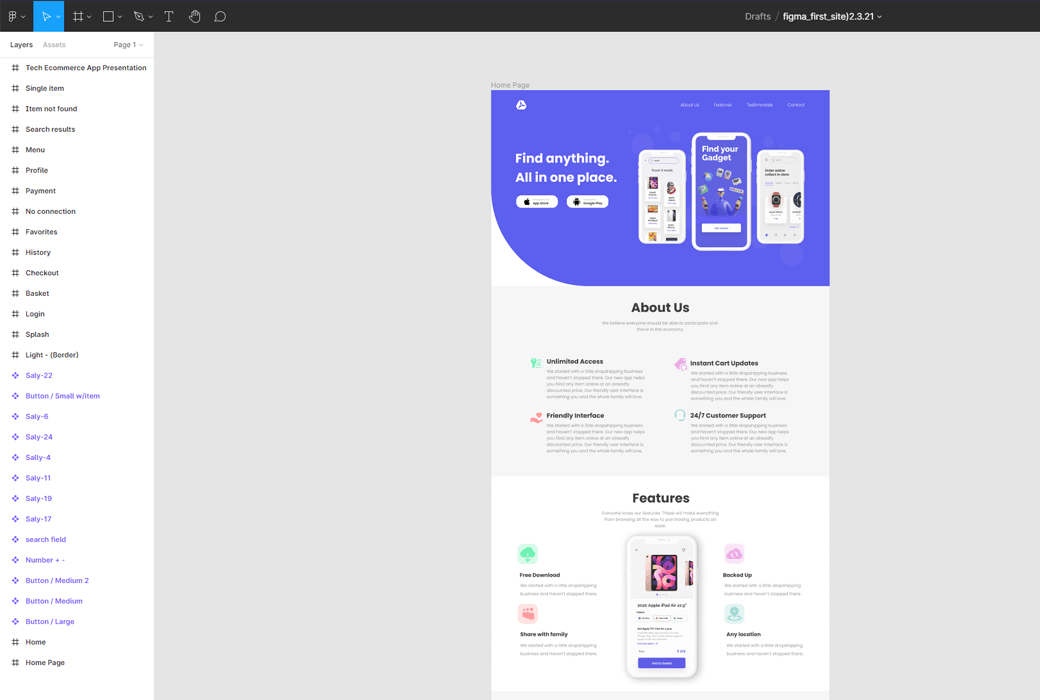 Drafts / figma_first_site)2.3.21
Layers
Assets
Page 1
Tech Ecommerce App Presentation
Single item
Item not found
Search results
Menu
Profile
Payment
No connection
Favorites
History
Checkout
Basket
Login
Splash
Light - (Border)
Saly-22
Button / Small w/item
Saly-6
Saly-24
Sally-4
Saly-11
Saly-19
Saly-17
search field
Number + -
Button / Medium 2
Button / Medium
Button / Large
Home
Home Page
Home Page
About Us
Features
Testimonials
Contact
Find anything.
All in one place.
App Store
Google Play
Find your
Gadget
Order online
collect in store
About Us
We believe everyone should be able to participate and
thrive in the economy.
Unlimited Access
We started with a little shopshipping business
and haven't stopped there. Our new app helps
you find any item online at an already
discounted price. Our friendly user interface is
something you and the whole family will love.
Instant Cart Updates
We started with a little dropshipping business
and haven't stopped there. Our new app helps
you find any item online at an already
discounted price. Our friendly user interface is
something you and the whole family will love.
Friendly Interface
We started with a little dropshipping business
and haven't stopped there. Our new app helps
you find any item online at an already
discounted price. Our friendly user interface is
something you and the whole family will love.
24/7 Customer Support
We started with a little dropshipping business
and haven't stopped there. Our new app helps
you find any item online at an already
discounted price. Our friendly user interface is
something you and the whole family will love.
Features
Everyone loves our features. These will make everything
from browsing all the way to purchasing products an
ease.
Free Download
We started with a little dropshipping
business and haven't stopped there.
Share with family
We started with a little dropshipping
business and haven't stopped there.
2020 Apple iPad Air 10.9"
Colors
Add to basket
Backed Up
We started with a little dropshipping
business and haven't stopped there.
Any location
We started with a little dropshipping
business and haven't stopped there.